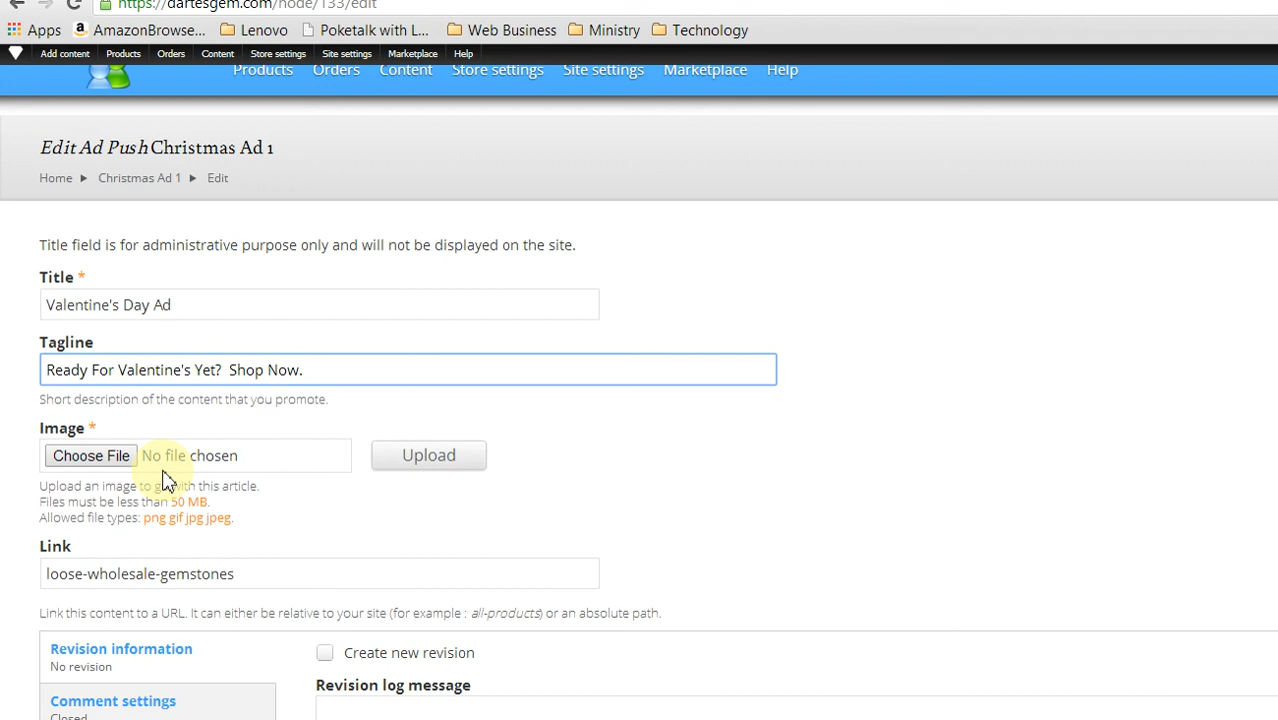 https://dartesgem.com/node/133/edit
Apps AmazonBrowse... Lenovo Poketalk with L... Web Business Ministry Technology
Add content Products Orders Content Store settings Site settings Marketplace Help
Products Orders Content Store settings Site settings Marketplace Help
Edit Ad Push Christmas Ad 1
Home Christmas Ad 1 Edit
Title field is for administrative purpose only and will not be displayed on the site.
Title *
Valentine's Day Ad
Tagline
Ready For Valentine's Yet?  Shop Now.
Short description of the content that you promote.
Image *
Choose File No file chosen Upload
Upload an image to go with this article.
Files must be less than 50 MB.
Allowed file types: png gif jpg jpeg.
Link
loose-wholesale-gemstones
Link this content to a URL. It can either be relative to your site (for example : all-products) or an absolute path.
Revision information
No revision
Create new revision
Revision log message
Comment settings
Closed